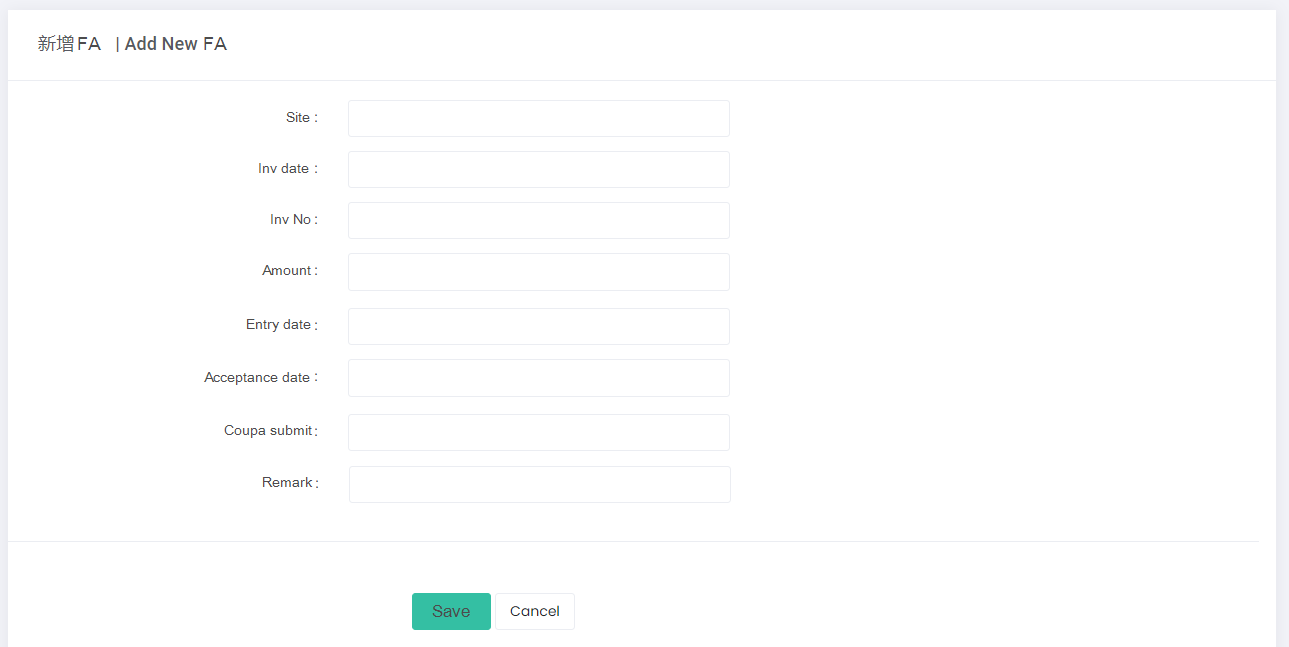 新增FA | Add New FA
Site :
Inv date :
Inv No :
Amount :
Entry date :
Acceptance date :
Coupa submit :
Remark :
Save Cancel